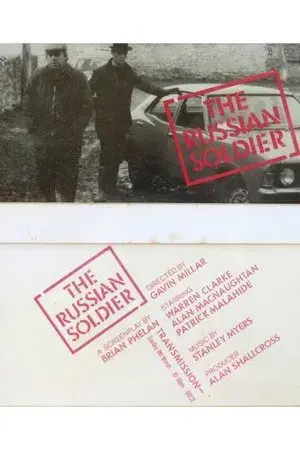 THE
RUSSIAN
SOLDIER
THE
RUSSIAN
SOLDIER
A SCREENPLAY BY
BRIAN PHELAN
DIRECTED BY
GAVIN MILLAR
STARRING
WARREN CLARKE
ALAN MACNAUGHTAN
PATRICK MALAHIDE
TRANSMISSION
MUSIC BY
STANLEY MYERS
PRODUCER
ALAN SHALLCROSS